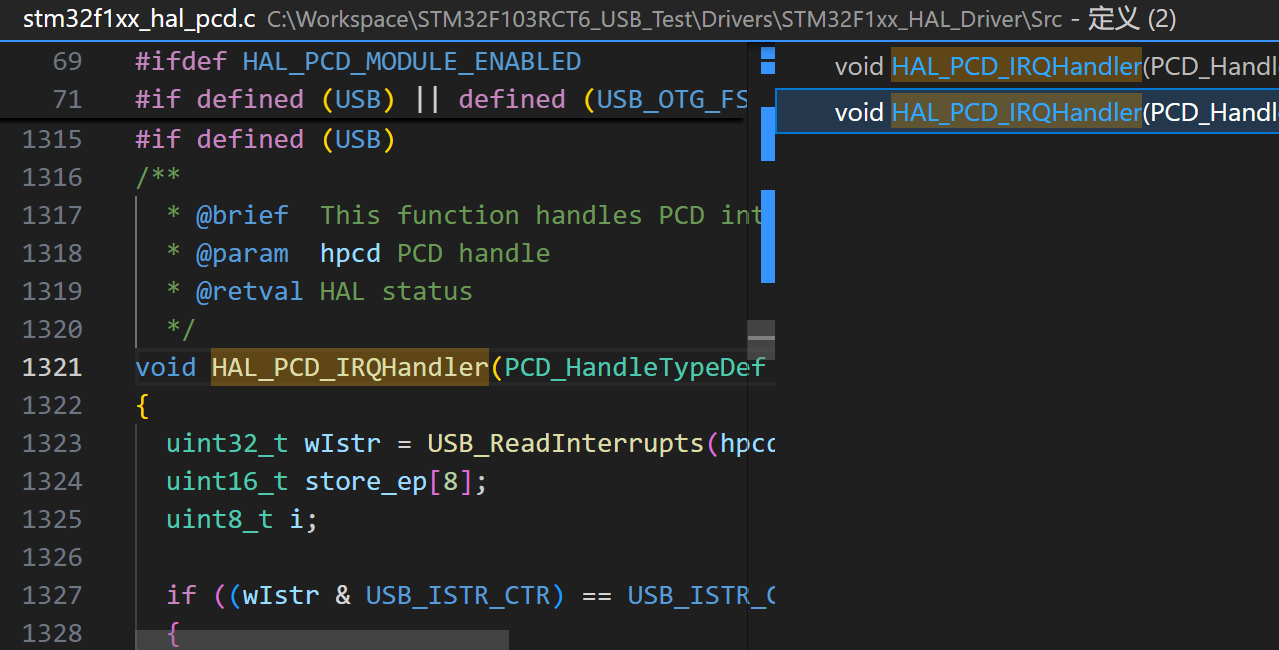 stm32f1xx_hal_pcd.c C:\Workspace\STM32F103RCT6_USB_Test\Drivers\STM32F1xx_HAL_Driver\Src - 定义 (2)
69 #ifdef HAL_PCD_MODULE_ENABLED
71 #if defined (USB) || defined (USB_OTG_FS
1315 #if defined (USB)
1316 /**
1317 * @brief This function handles PCD int
1318 * @param hpcd PCD handle
1319 * @retval HAL status
1320 */
1321 void HAL_PCD_IRQHandler(PCD_HandleTypeDef
1322 {
1323 uint32_t wIstr = USB_ReadInterrupts(hpcd
1324 uint16_t store_ep[8];
1325 uint8_t i;
1326
1327 if ((wIstr & USB_ISTR_CTR) == USB_ISTR_C
1328 {
void HAL_PCD_IRQHandler(PCD_Handl
void HAL_PCD_IRQHandler(PCD_Handl